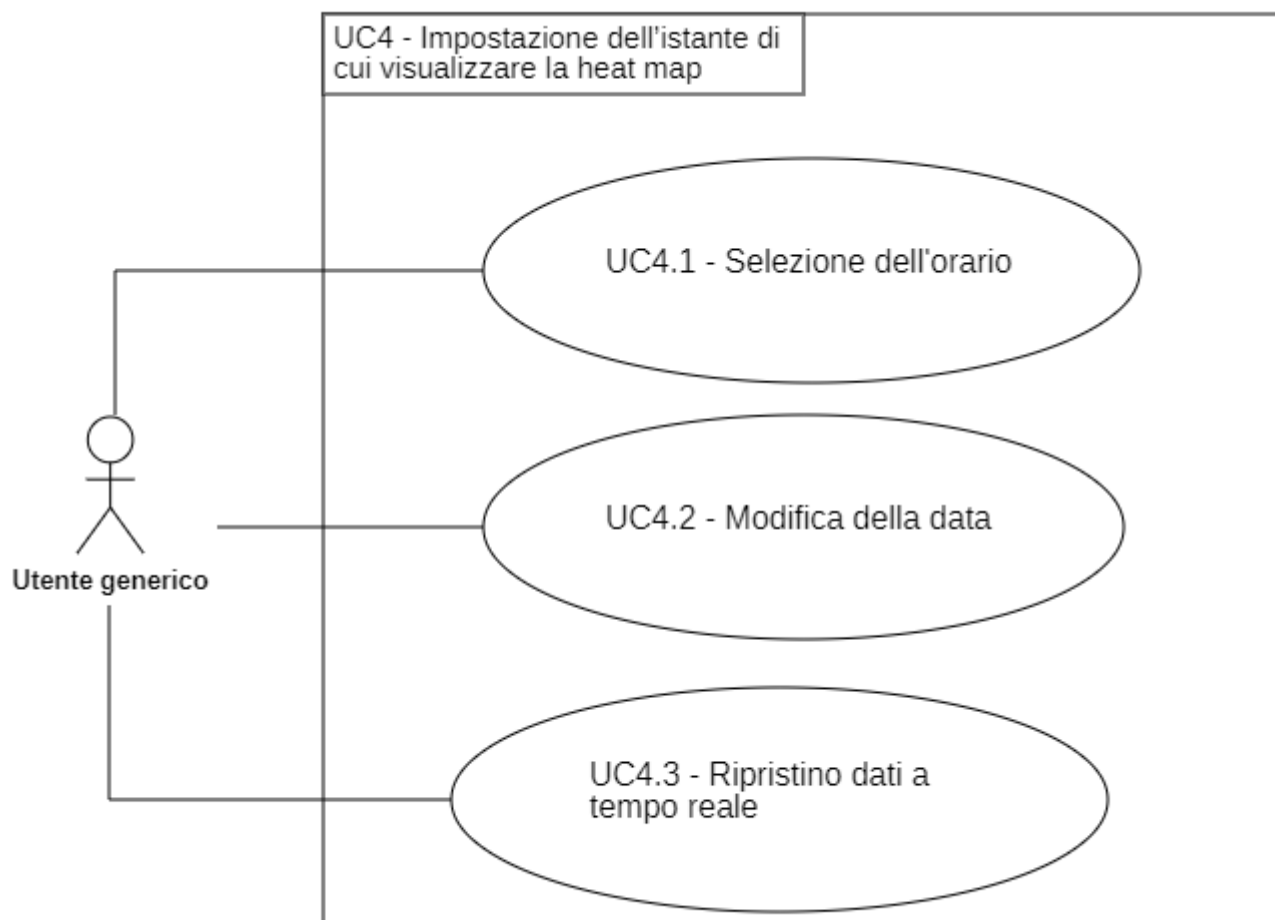 UC4 - Impostazione dell'istante di
cui visualizzare la heat map
UC4.1 - Selezione dell'orario
UC4.2 - Modifica della data
Utente generico
UC4.3 - Ripristino dati a
tempo reale